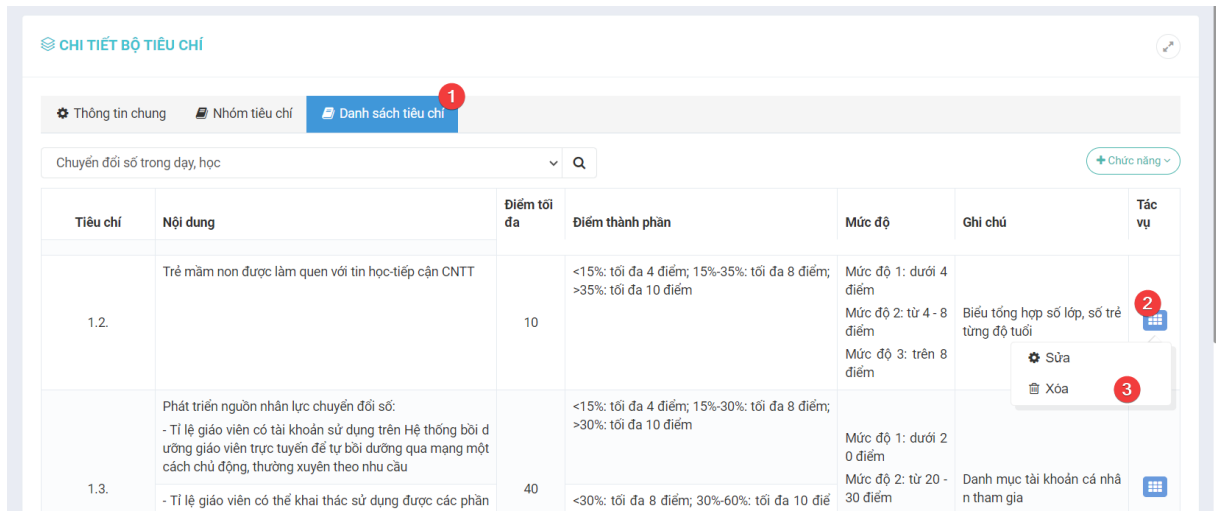 CHI TIẾT BỘ TIÊU CHÍ
1
Thông tin chung
Nhóm tiêu chí
Danh sách tiêu chí
Chuyển đổi số trong dạy, học
Chức năng
Tiêu chí
Nội dung
Điểm tối
đa
Điểm thành phần
Mức độ
Ghi chú
Tác
vụ
1.2.
Trẻ mầm non được làm quen với tin học-tiếp cận CNTT
10
<15%: tối đa 4 điểm; 15%-35%: tối đa 8 điểm;
>35%: tối đa 10 điểm
Mức độ 1: dưới 4
điểm
Mức độ 2: từ 4 - 8
điểm
Mức độ 3: trên 8
điểm
Biểu tổng hợp số lớp, số trẻ
từng độ tuổi
2
Sửa
Xóa
3
1.3.
Phát triển nguồn nhân lực chuyển đổi số:
- Tỉ lệ giáo viên có tài khoản sử dụng trên Hệ thống bồi d
ưỡng giáo viên trực tuyến để tự bồi dưỡng qua mạng một
cách chủ động, thường xuyên theo nhu cầu
- Tỉ lệ giáo viên có thể khai thác sử dụng được các phần
40
<15%: tối đa 4 điểm; 15%-30%: tối đa 8 điểm;
>30%: tối đa 10 điểm
<30%: tối đa 8 điểm; 30%-60%: tối đa 10 điể
Mức độ 1: dưới 2
0 điểm
Mức độ 2: từ 20 -
30 điểm
Danh mục tài khoản cá nhâ
n tham gia